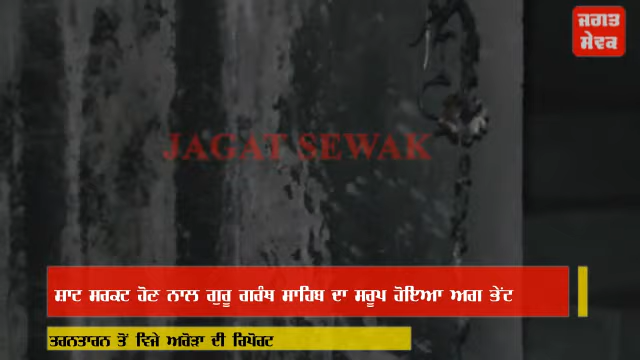 ਜਗਤ
ਸੇਵਕ
JAGAT SEWAK
ਸ਼ਾਟ ਸਰਕਟ ਹੋਣ ਨਾਲ ਗੁਰੂ ਗਰੰਥ ਸਾਹਿਬ ਦਾ ਸਰੂਪ ਹੋਇਆ ਅਗ ਭੇਂਟ
ਤਰਨਤਾਰਨ ਤੋਂ ਵਿਜੇ ਅਰੋੜਾ ਦੀ ਰਿਪੋਰਟ